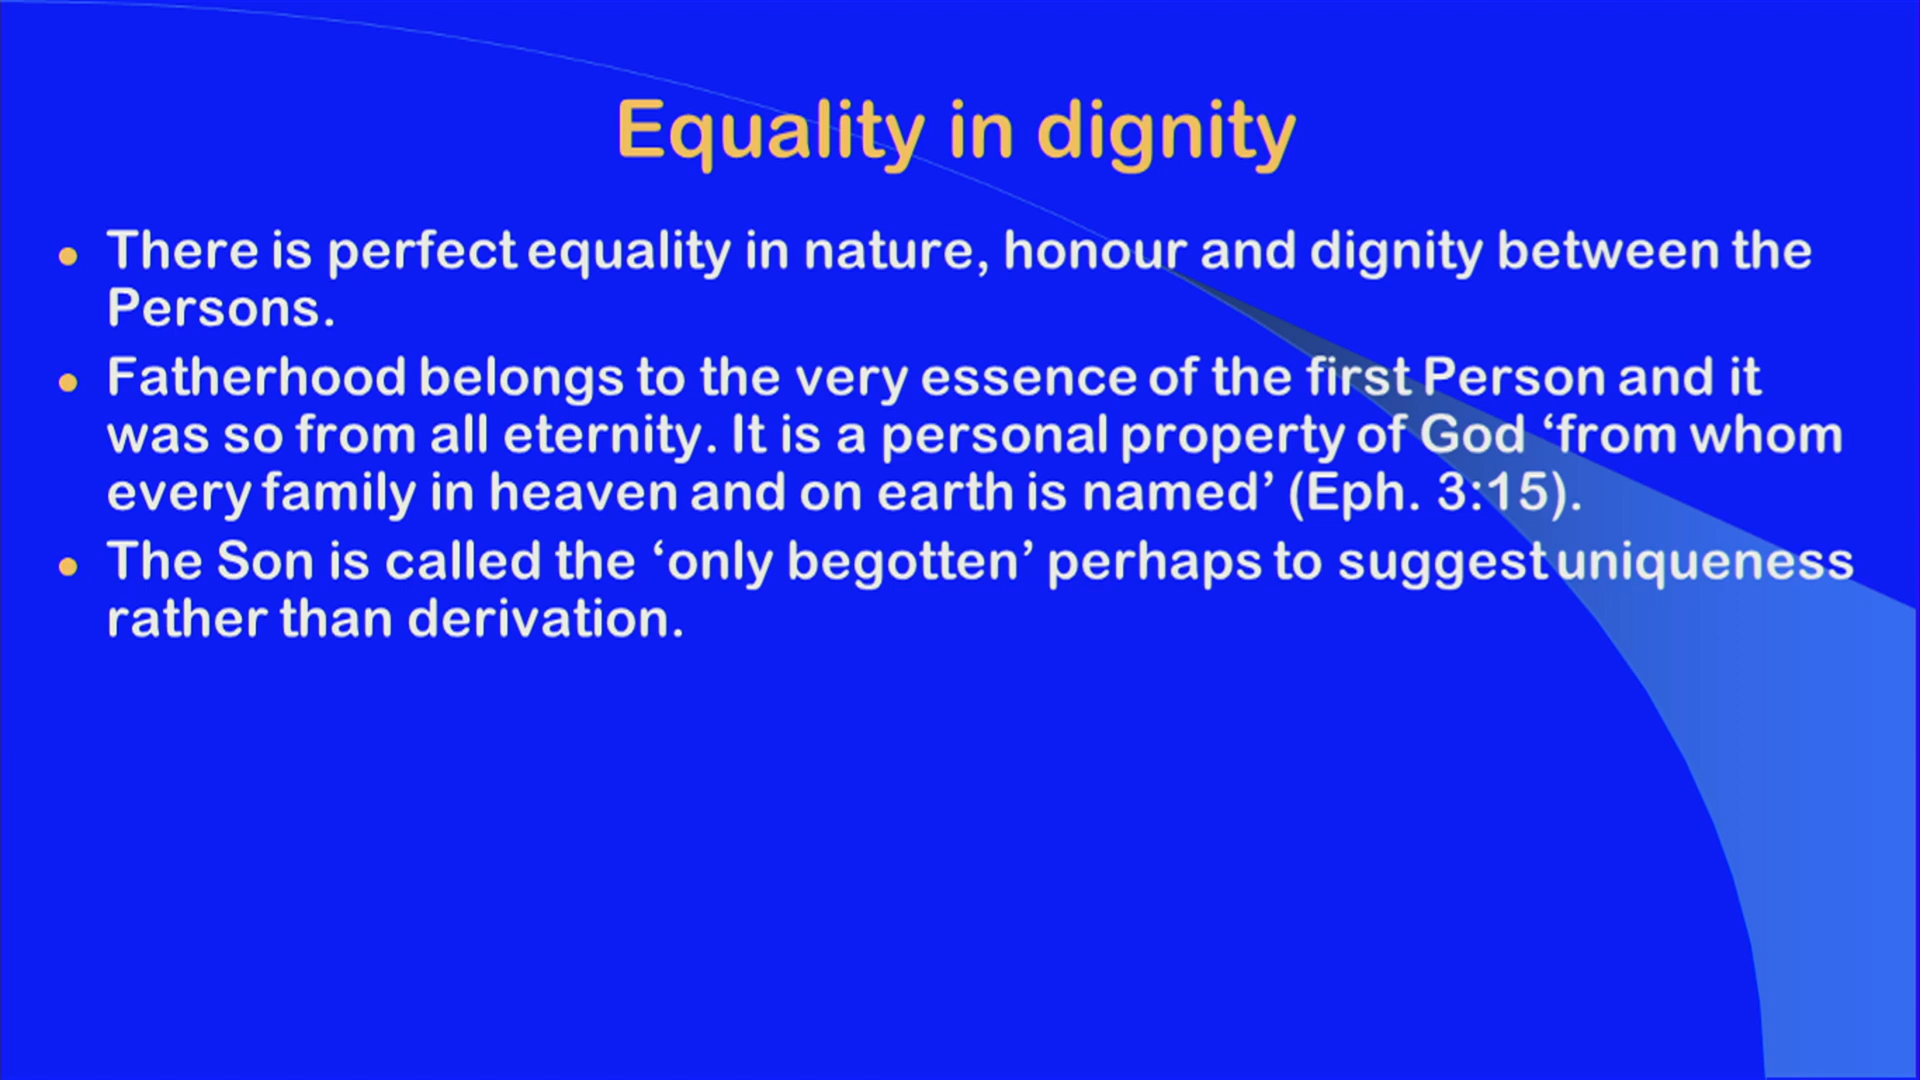 Equality in dignity
• There is perfect equality in nature, honour and dignity between the
Persons.
• Fatherhood belongs to the very essence of the first Person and it
was so from all eternity. It is a personal property of God ‘from whom
every family in heaven and on earth is named’ (Eph. 3:15).
• The Son is called the ‘only begotten’ perhaps to suggest uniqueness
rather than derivation.